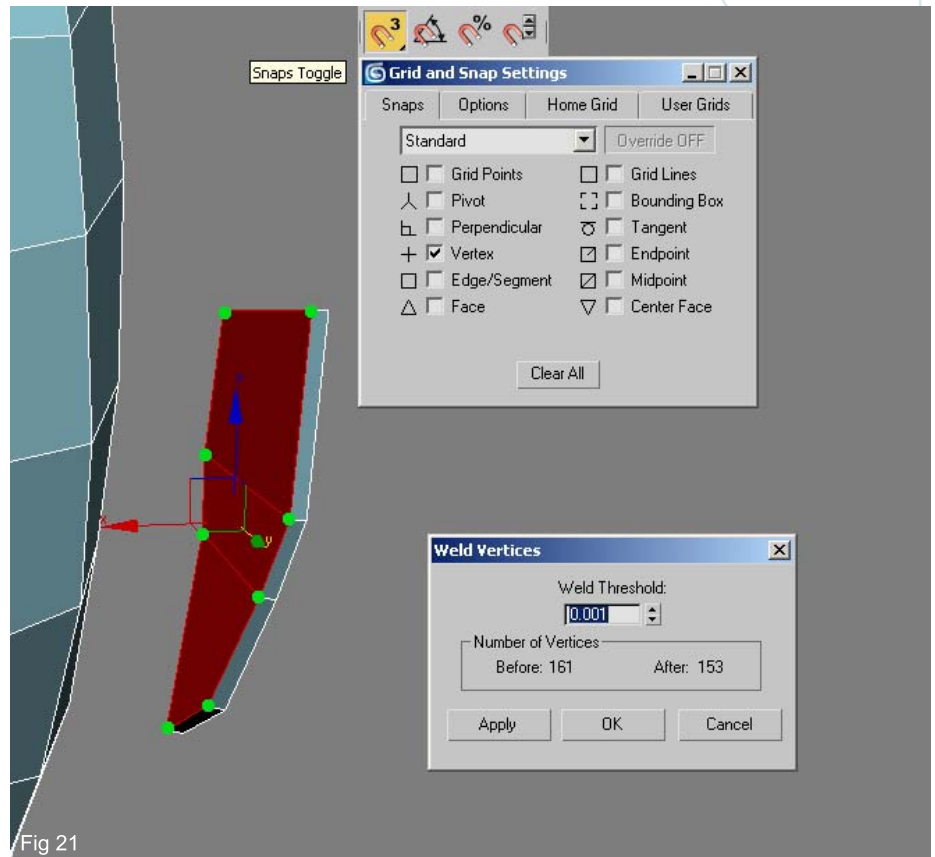 3
%
Snaps Toggle
Grid and Snap Settings
Snaps Options Home Grid User Grids
Standard Override OFF
Grid Points Grid Lines
Pivot Bounding Box
Perpendicular Tangent
Vertex Endpoint
Edge/Segment Midpoint
Face Center Face
Clear All
x
y
Weld Vertices
Weld Threshold:
0.001
Number of Vertices
Before: 161 After: 153
Apply OK Cancel
Fig 21